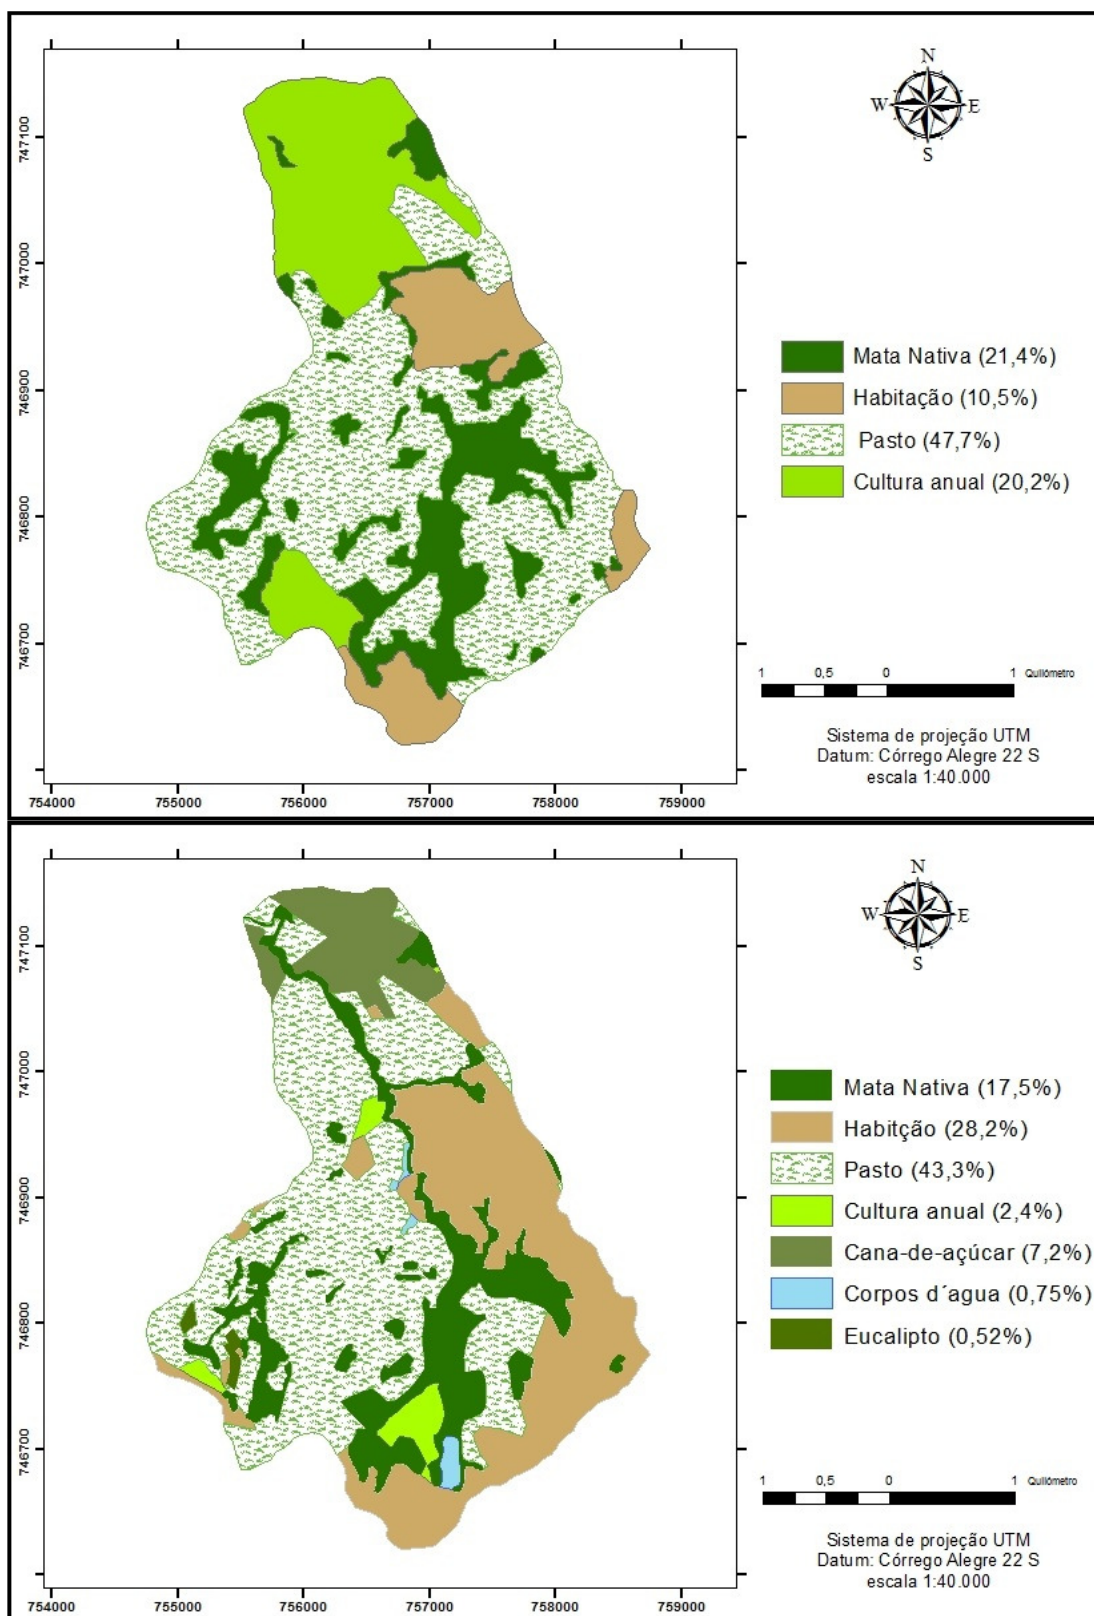 N
W E
S
747100
747000
746900
746800
746700
754000 755000 756000 757000 758000 759000
Mata Nativa (21,4%)
Habitação (10,5%)
Pasto (47,7%)
Cultura anual (20,2%)
1 0,5 0 1 Quilômetro
Sistema de projeção UTM
Datum: Córrego Alegre 22 S
escala 1:40.000
N
W E
S
747100
747000
746900
746800
746700
754000 755000 756000 757000 758000 759000
Mata Nativa (17,5%)
Habitção (28,2%)
Pasto (43,3%)
Cultura anual (2,4%)
Cana-de-açúcar (7,2%)
Corpos d´agua (0,75%)
Eucalipto (0,52%)
1 0,5 0 1 Quilômetro
Sistema de projeção UTM
Datum: Córrego Alegre 22 S
escala 1:40.000